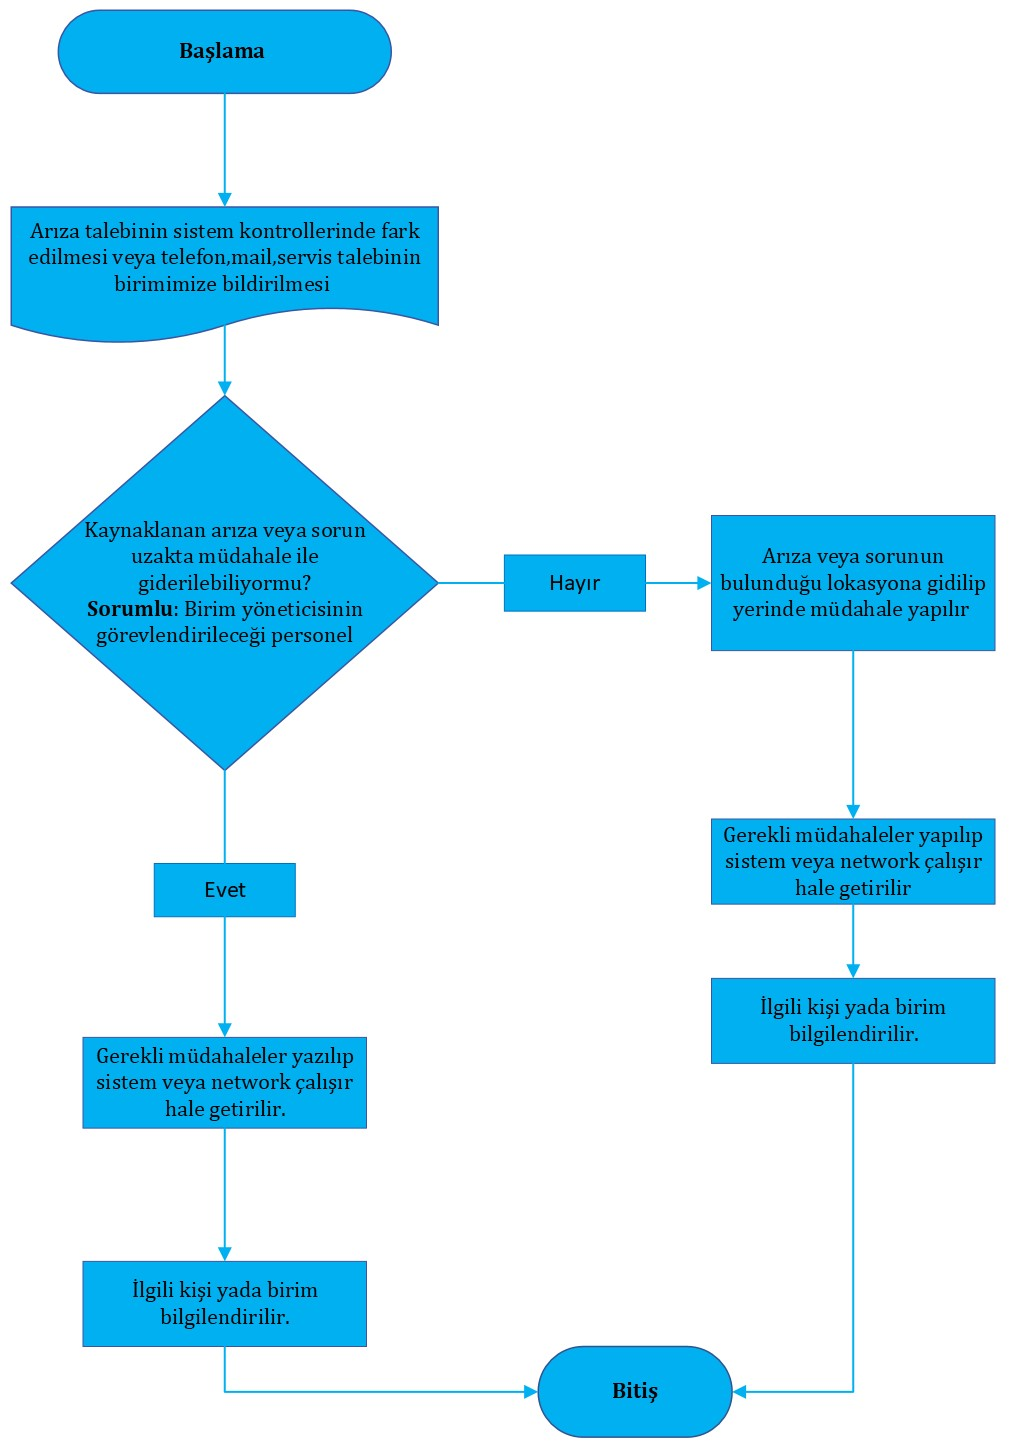 Başlama
Arıza talebinin sistem kontrollerinde fark
edilmesi veya telefon,mail,servis talebinin
birimimize bildirilmesi
Kaynaklanan arıza veya sorun
uzakta müdahale ile
giderilebiliyormu?
Sorumlu: Birim yöneticisinin
görevlendirileceği personel
Hayır
Arıza veya sorunun
bulunduğu lokasyona gidilip
yerinde müdahale yapılır
Gerekli müdahaleler yapılıp
sistem veya network çalışır
hale getirilir
İlgili kişi yada birim
bilgilendirilir.
Evet
Gerekli müdahaleler yazılıp
sistem veya network çalışır
hale getirilir.
İlgili kişi yada birim
bilgilendirilir.
Bitiş